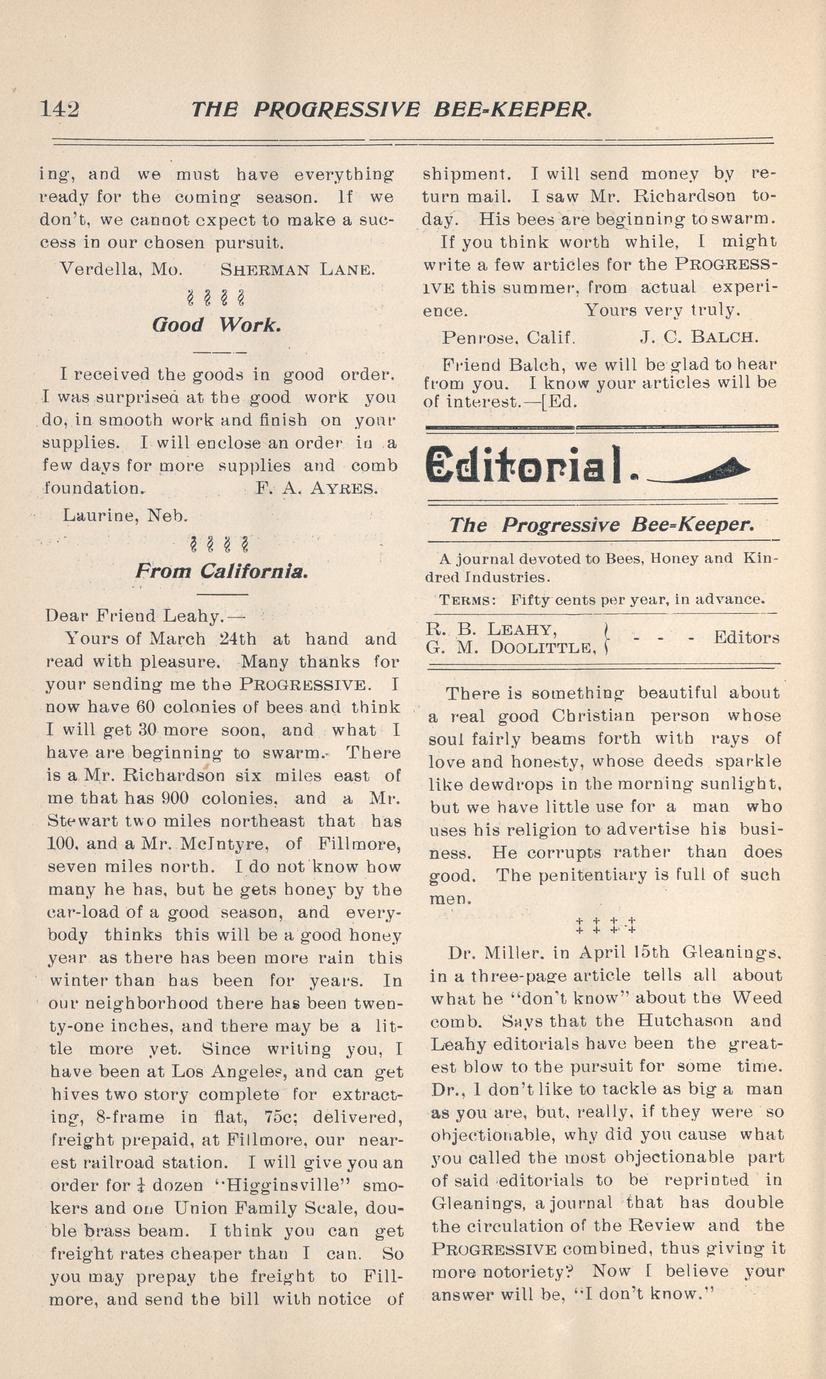 142
THE PROGRESSIVE BEE-KEEPER.
ing, and we must have everything
ready for the coming season. If we
don't, we cannot expect to make a suc-
cess in our chosen pursuit.
Verdella, Mo. SHERMAN LANE.
Good Work.
I received the goods in good order.
I was surprised at the good work you
do, in smooth work and finish on your
supplies. I will enclose an order in a
few days for more supplies and comb
foundation. F. A. AYRES.
Laurine, Neb.
From California.
Dear Friend Leahy.—
Yours of March 24th at hand and
read with pleasure. Many thanks for
your sending me the PROGRESSIVE. I
now have 60 colonies of bees and think
I will get 30 more soon, and what I
have are beginning to swarm. There
is a Mr. Richardson six miles east of
me that has 900 colonies, and a Mr.
Stewart two miles northeast that has
100, and a Mr. McIntyre, of Fillmore,
seven miles north. I do not know how
many he has, but he gets honey by the
car-load of a good season, and every-
body thinks this will be a good honey
year as there has been more rain this
winter than has been for years. In
our neighborhood there has been twen-
ty-one inches, and there may be a lit-
tle more yet. Since writing you, I
have been at Los Angeles, and can get
hives two story complete for extract-
ing, 8-frame in flat, 75c; delivered,
freight prepaid, at Fillmore, our near-
est railroad station. I will give you an
order for dozen "Higginsville" smo-
kers and one Union Family Scale, dou-
ble brass beam. I think you can get
freight rates cheaper than I can. So
you may prepay the freight to Fill-
more, and send the bill with notice of
shipment. I will send money by re-
turn mail. I saw Mr. Richardson to-
day. His bees are beginning to swarm.
If you think worth while, I might
write a few articles for the PROGRESS-
IVE this summer, from actual experi-
ence. Yours very truly.
Penrose, Calif. J. C. BALCH.
Friend Balch, we will be glad to hear
from you. I know your articles will be
of interest.—[Ed.
Editorial.
The Progressive Bee-Keeper.
A journal devoted to Bees, Honey and Kin-
dred Industries.
TERMS: Fifty cents per year, in advance.
R. B. LEAHY,
G. M. DOOLITTLE, } - - - Editors
There is something beautiful about
a real good Christian person whose
soul fairly beams forth with rays of
love and honesty, whose deeds sparkle
like dewdrops in the morning sunlight,
but we have little use for a man who
uses his religion to advertise his busi-
ness. He corrupts rather than does
good. The penitentiary is full of such
men.
‡ ‡ ‡ ‡
Dr. Miller, in April 15th Gleanings,
in a three-page article tells all about
what he "don't know" about the Weed
comb. Says that the Hutchason and
Leahy editorials have been the great-
est blow to the pursuit for some time.
Dr., I don't like to tackle as big a man
as you are, but, really, if they were so
objectionable, why did you cause what
you called the most objectionable part
of said editorials to be reprinted in
Gleanings, a journal that has double
the circulation of the Review and the
PROGRESSIVE combined, thus giving it
more notoriety? Now I believe your
answer will be, "I don't know."